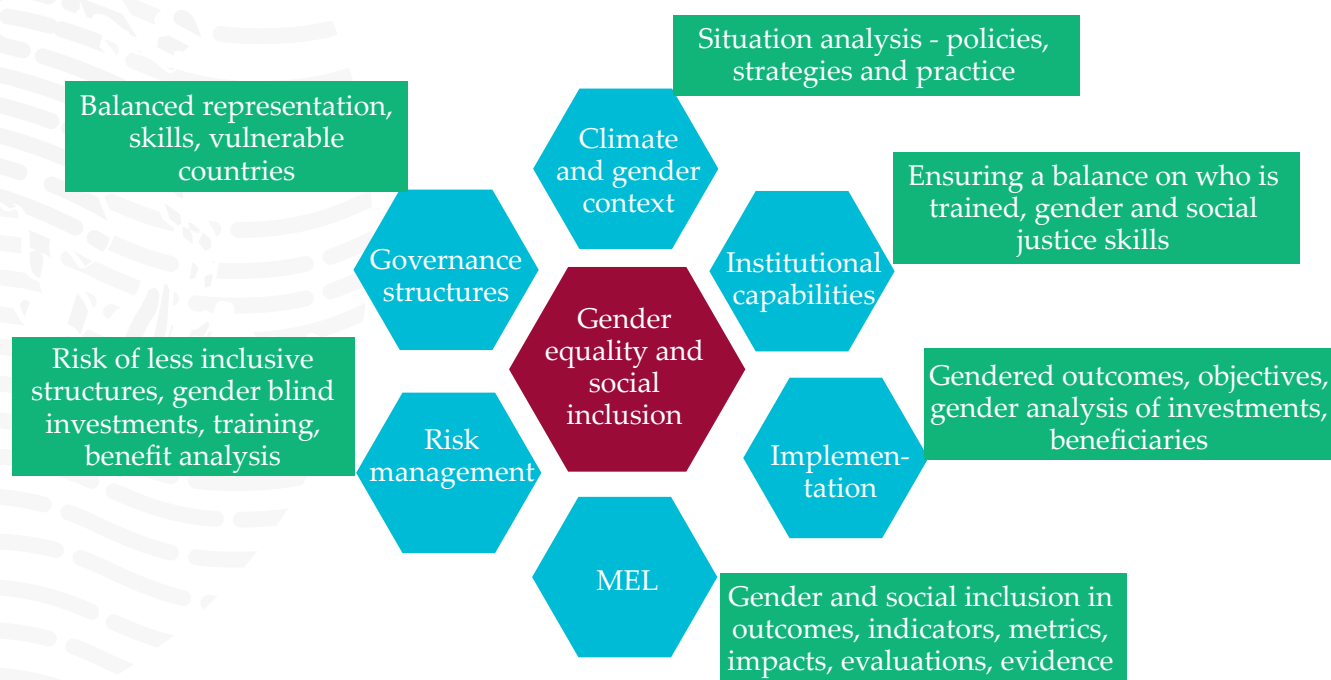 Situation analysis - policies,
strategies and practice
Balanced representation,
skills, vulnerable
countries
Climate
and gender
context
Ensuring a balance on who is
trained, gender and social
justice skills
Governance
structures
Institutional
capabilities
Gender
equality and
social
inclusion
Risk of less inclusive
structures, gender blind
investments, training,
benefit analysis
Gendered outcomes, objectives,
gender analysis of investments,
beneficiaries
Risk
management
Implemen-
tation
MEL
Gender and social inclusion in
outcomes, indicators, metrics,
impacts, evaluations, evidence